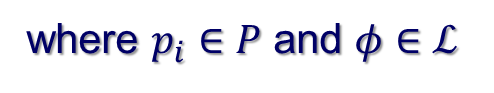 where 𝑝ᵢ ∈ 𝑃 and 𝜙 ∈ ℒ